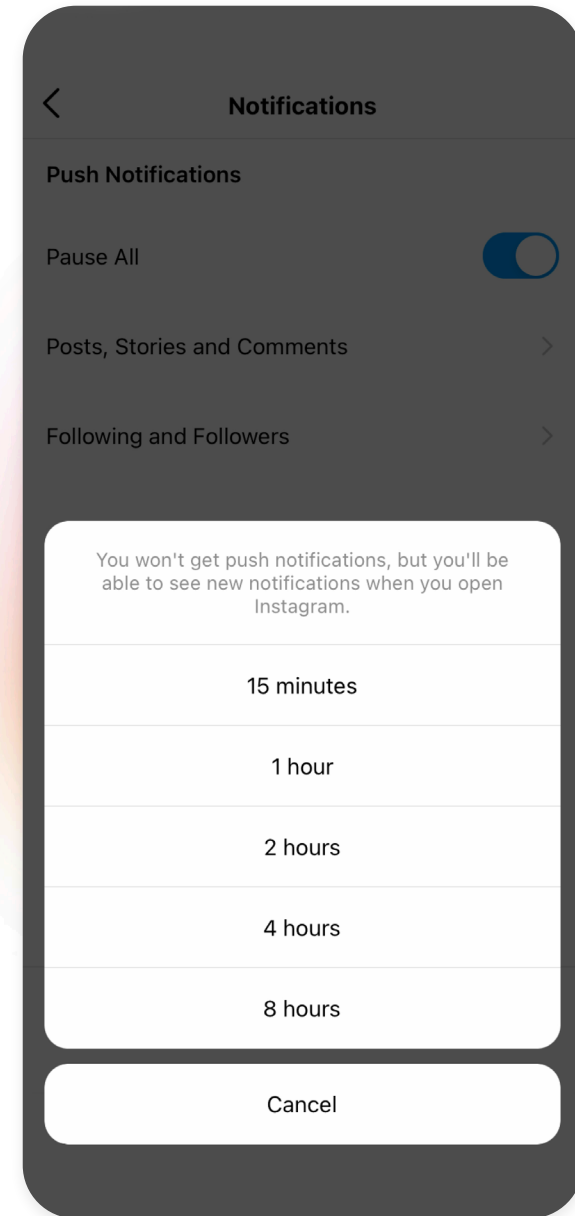 Notifications
Push Notifications
Pause All
Posts, Stories and Comments
Following and Followers
You won't get push notifications, but you'll be
able to see new notifications when you open
Instagram.
15 minutes
1 hour
2 hours
4 hours
8 hours
Cancel